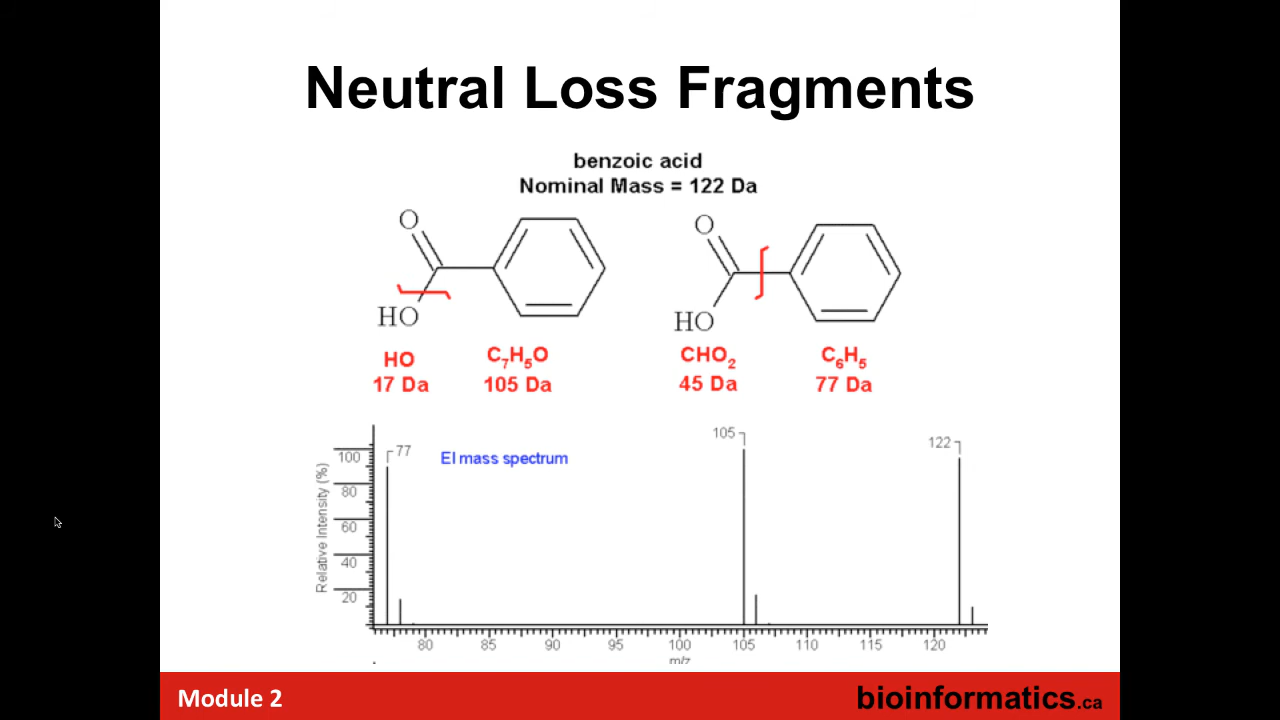 Neutral Loss Fragments
benzoic acid
Nominal Mass = 122 Da
O
O
HO
HO
HO
C₇H₅O
CHO₂
C₆H₅
17 Da
105 Da
45 Da
77 Da
105
122
77
EI mass spectrum
Relative Intensity (%)
100
80
60
40
20
80
85
90
95
100
105
110
115
120
m/z
Module 2
bioinformatics.ca